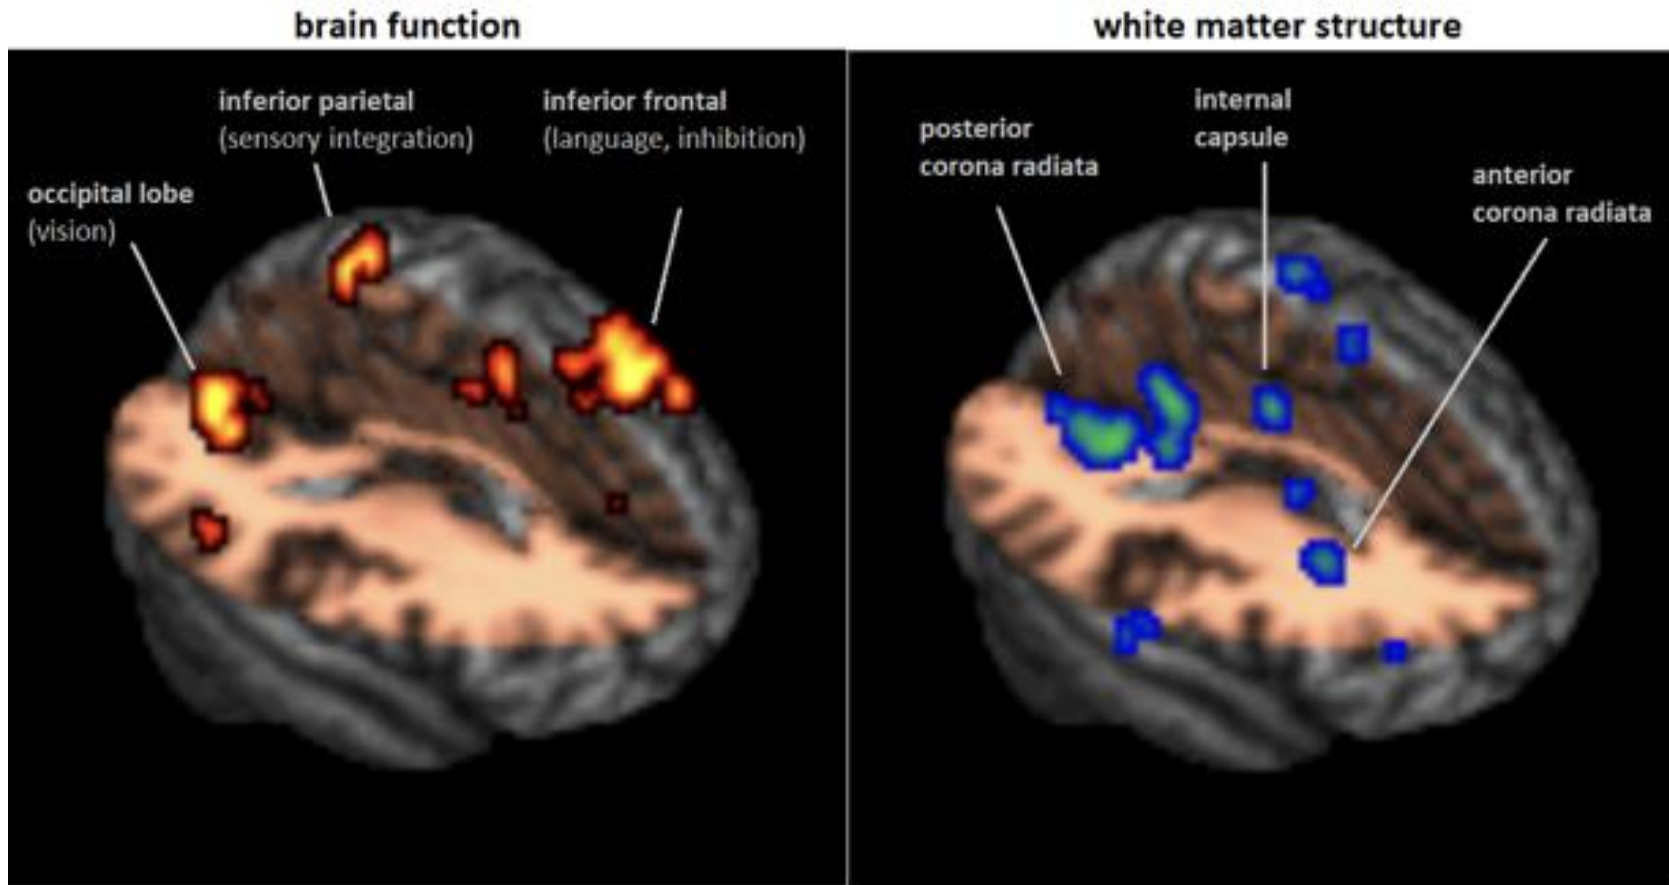 brain function
inferior parietal
(sensory integration)
inferior frontal
(language, inhibition)
occipital lobe
(vision)
white matter structure
posterior
corona radiata
internal
capsule
anterior
corona radiata